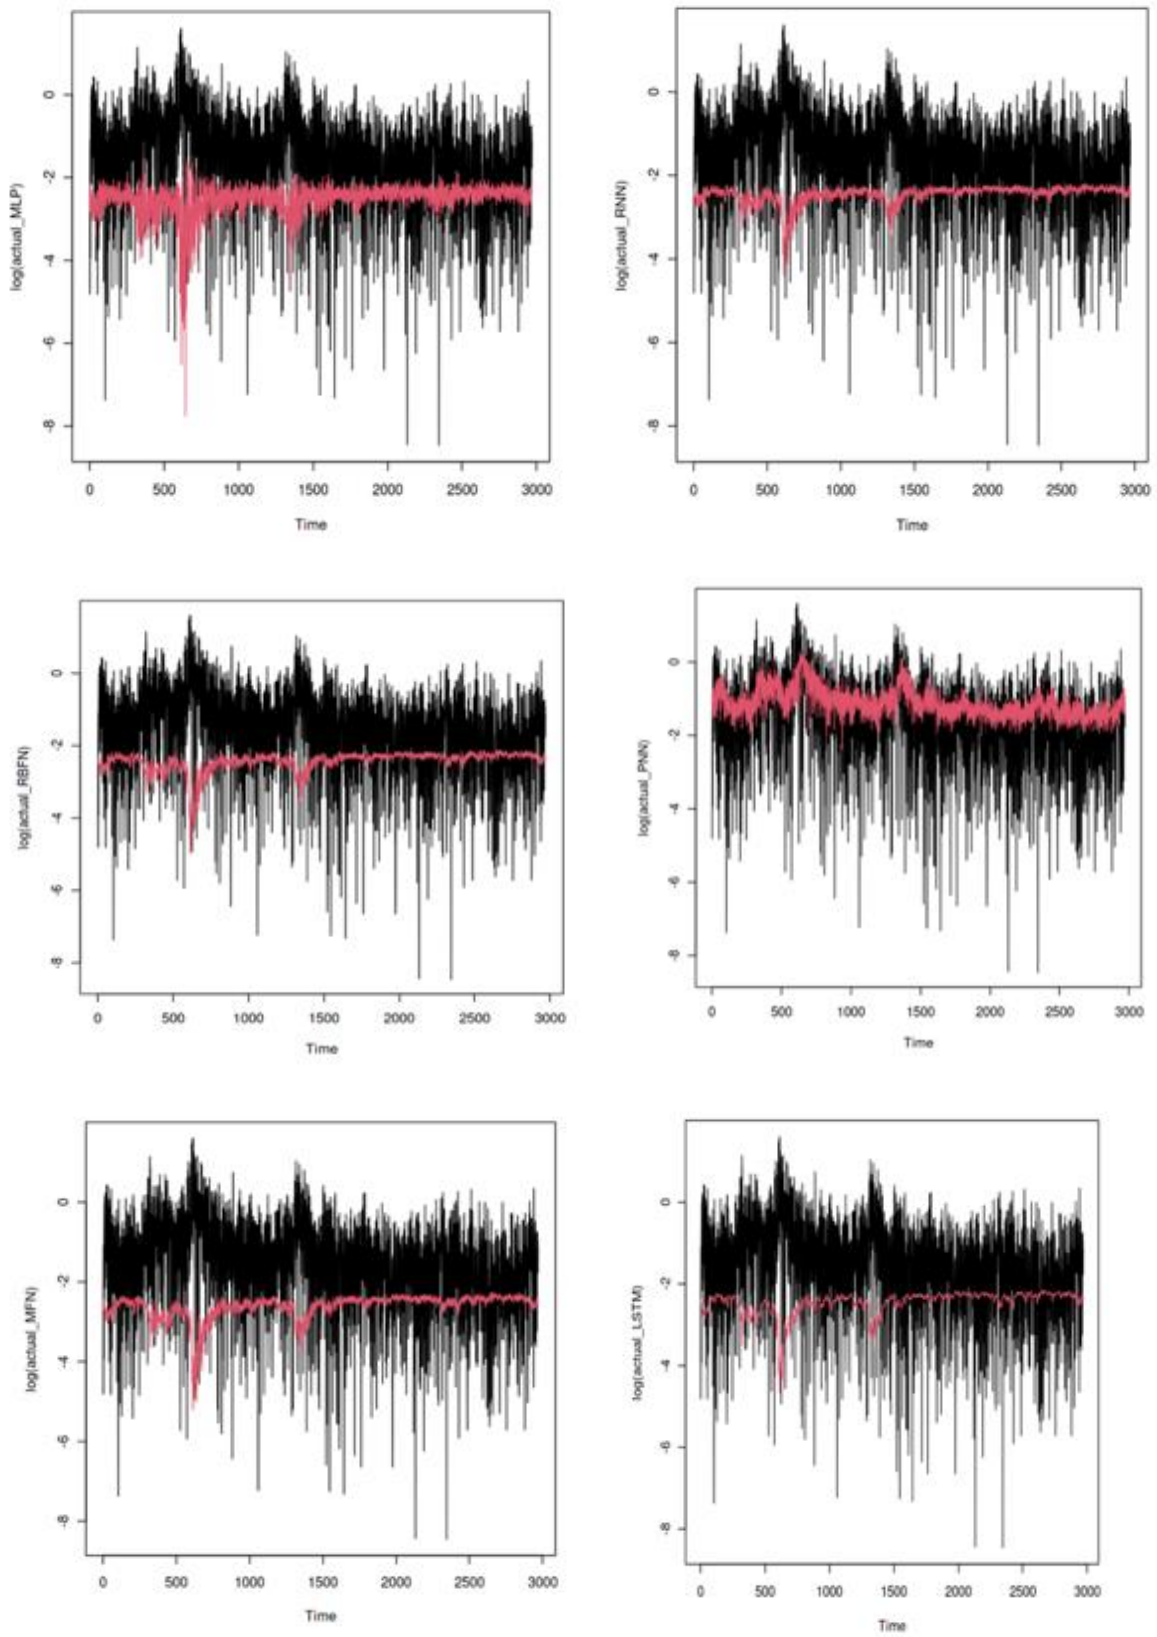 log(actual_MLP)
0
-2
-4
-6
-8
0 500 1000 1500 2000 2500 3000
Time
log(actual_RNN)
0
-2
-4
-6
-8
0 500 1000 1500 2000 2500 3000
Time
log(actual_RBFN)
0
-2
-4
-6
-8
0 500 1000 1500 2000 2500 3000
Time
log(actual_PNN)
0
-2
-4
-6
-8
0 500 1000 1500 2000 2500 3000
Time
log(actual_MFN)
0
-2
-4
-6
-8
0 500 1000 1500 2000 2500 3000
Time
log(actual_LSTM)
0
-2
-4
-6
-8
0 500 1000 1500 2000 2500 3000
Time